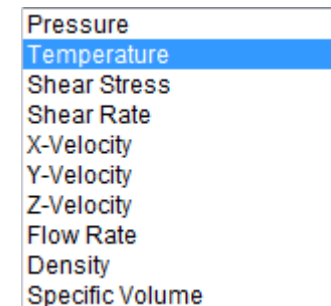 Pressure
Temperature
Shear Stress
Shear Rate
X-Velocity
Y-Velocity
Z-Velocity
Flow Rate
Density
Specific Volume